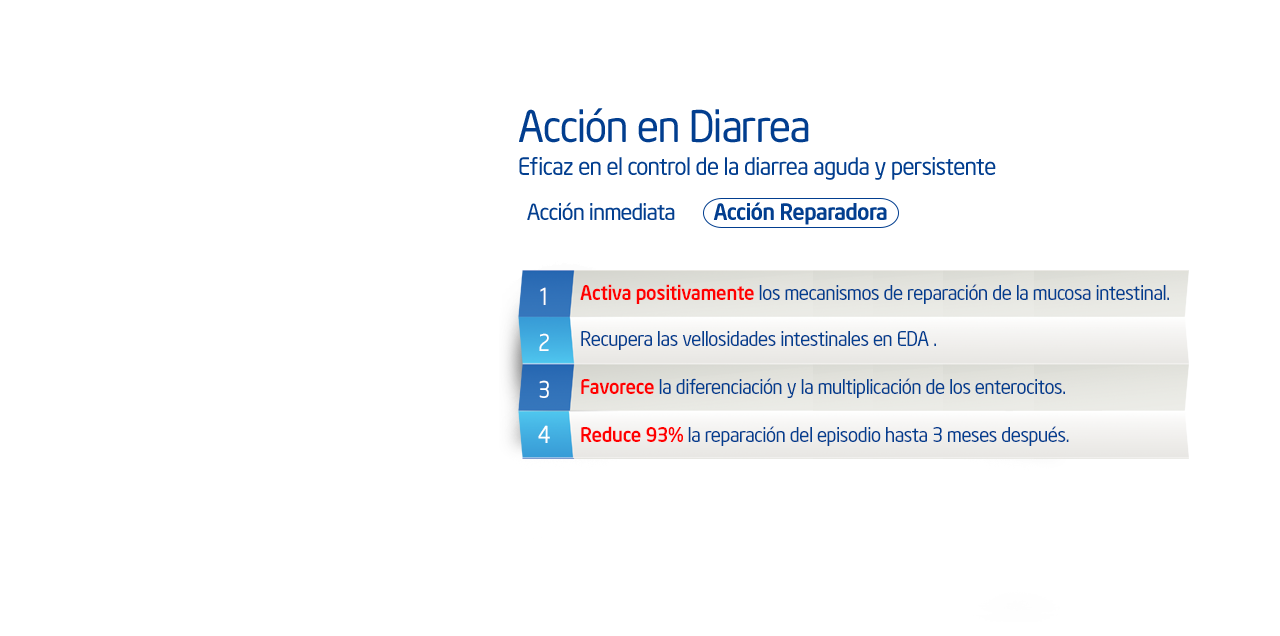 Acción en Diarrea
Eficaz en el control de la diarrea aguda y persistente
Acción inmediata Acción Reparadora
1 Activa positivamente los mecanismos de reparación de la mucosa intestinal.
2 Recupera las vellosidades intestinales en EDA .
3 Favorece la diferenciación y la multiplicación de los enterocitos.
4 Reduce 93% la reparación del episodio hasta 3 meses después.